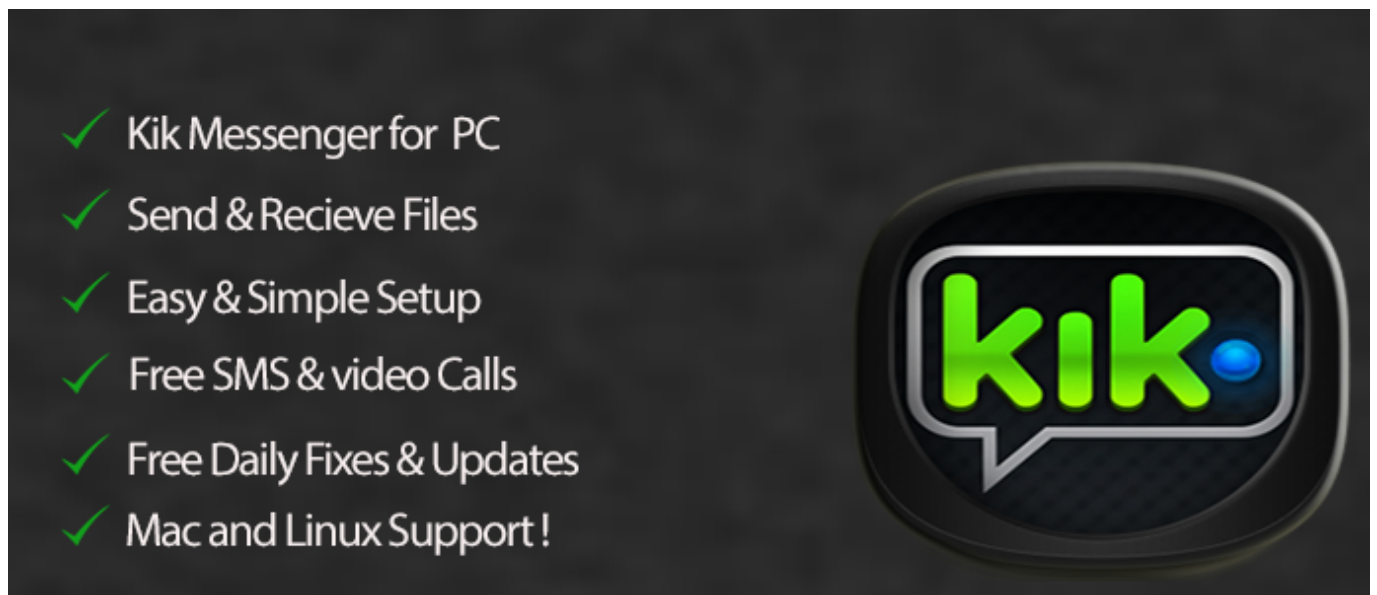 Kik Messenger for PC
Send & Recieve Files
Easy & Simple Setup
Free SMS & video Calls
Free Daily Fixes & Updates
Mac and Linux Support!
kik